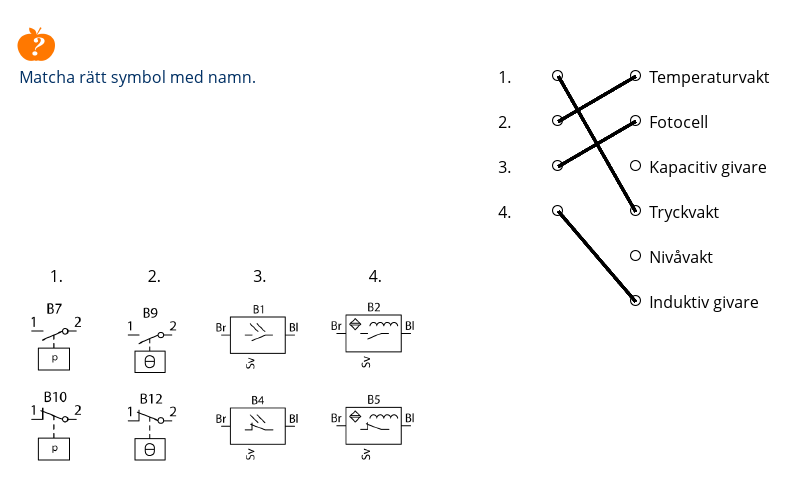 ?
Matcha rätt symbol med namn.
1. Temperaturvakt
2. Fotocell
3. Kapacitiv givare
4. Tryckvakt
Nivåvakt
Induktiv givare
1. 2. 3. 4.
B7 B9 B1 B2
1 2 1 2 Br Bl Br Bl
p θ Sv Sv
B10 B12 B4 B5
1 2 1 2 Br Bl Br Bl
p θ Sv Sv